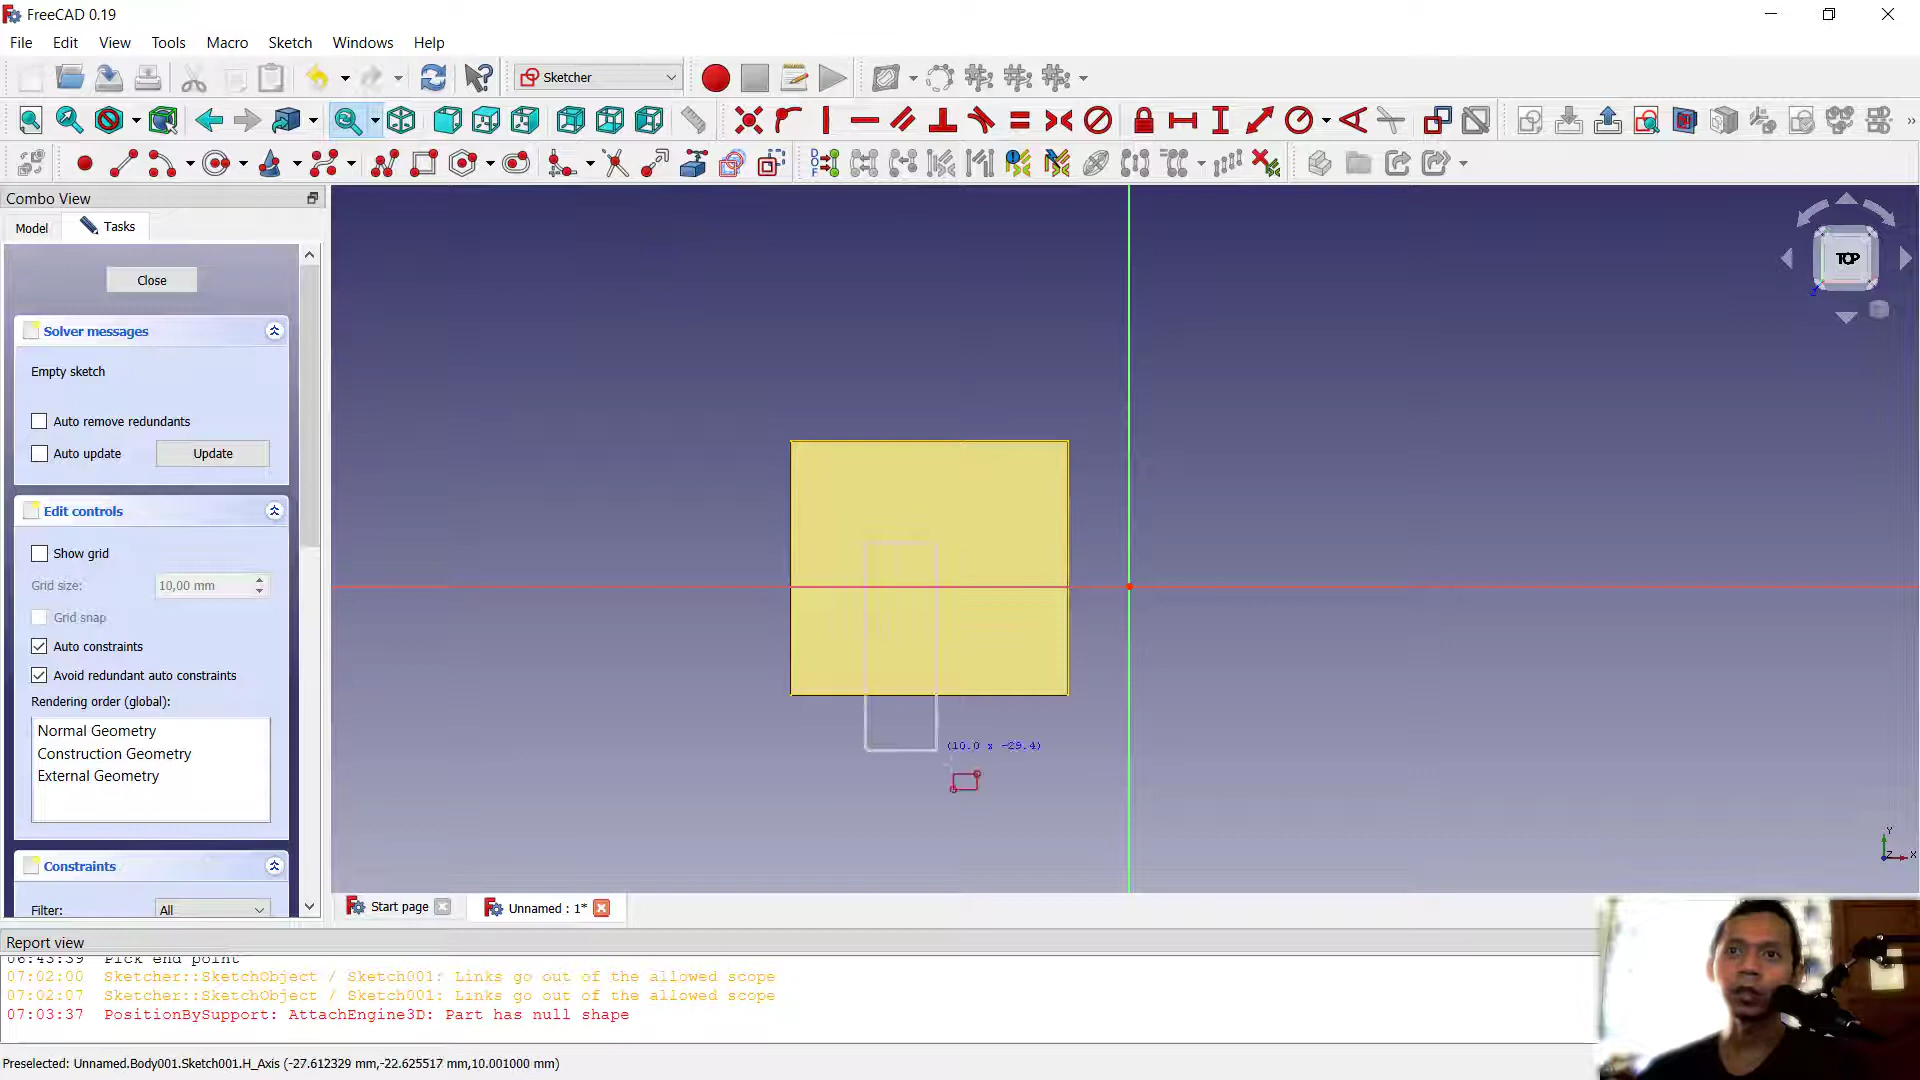 FreeCAD 0.19
File Edit View Tools Macro Sketch Windows Help
Sketcher
Combo View
Model Tasks
Close
Solver messages
Empty sketch
Auto remove redundants
Auto update Update
Edit controls
Show grid
Grid size: 10,00 mm
Grid snap
Auto constraints
Avoid redundant auto constraints
Rendering order (global):
Normal Geometry
Construction Geometry
External Geometry
Constraints
Filter: All
TOP
(10.0 x -29.4)
Y
Z X
Start page Unnamed : 1*
Report view
06:43:39 Pick end point
07:02:00 Sketcher::SketchObject / Sketch001: Links go out of the allowed scope
07:02:07 Sketcher::SketchObject / Sketch001: Links go out of the allowed scope
07:03:37 PositionBySupport: AttachEngine3D: Part has null shape
Preselected: Unnamed.Body001.Sketch001.H_Axis (-27.612329 mm,-22.625517 mm,10.001000 mm)